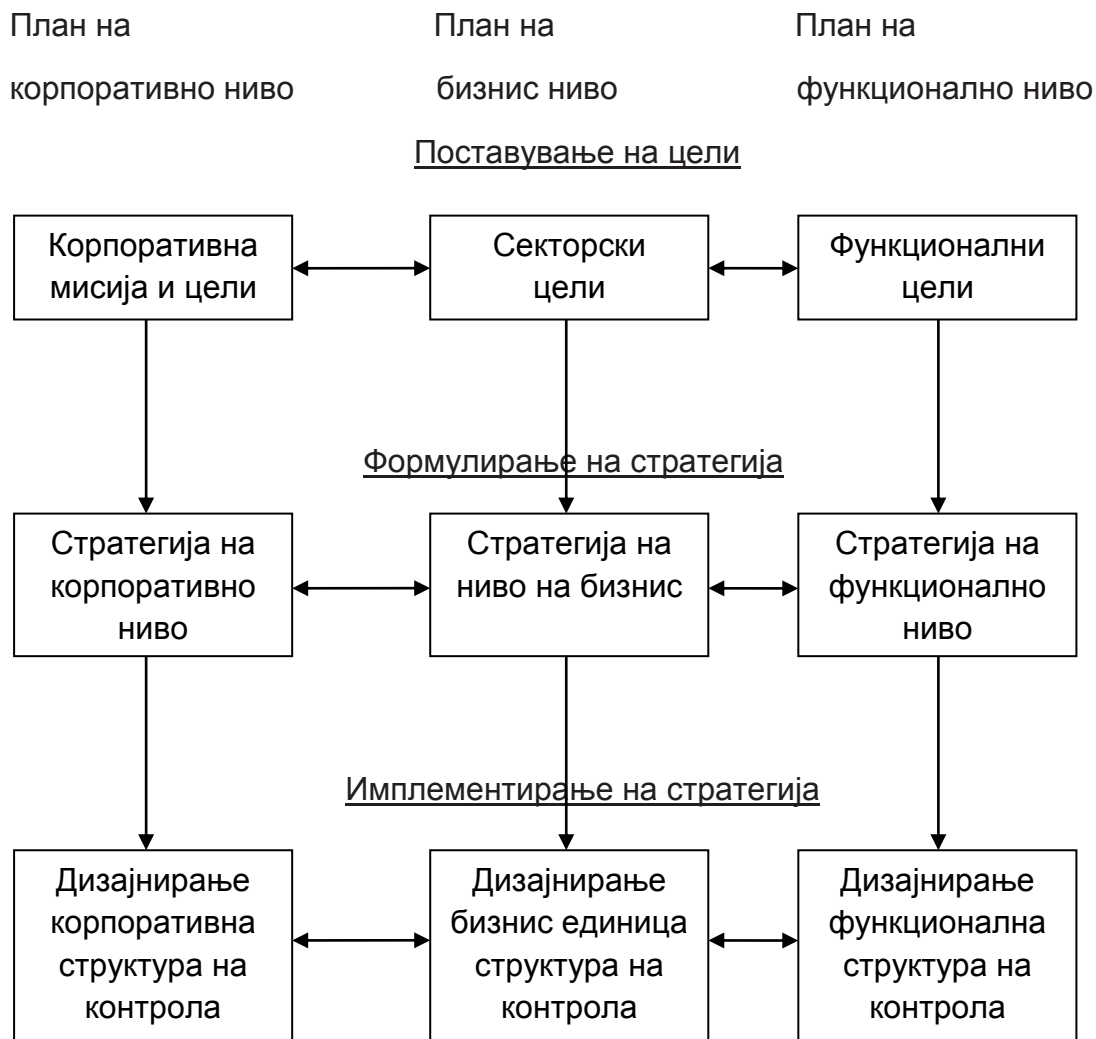 План на План на План на
корпоративно ниво бизнис ниво функционално ниво
Поставување на цели
Корпоративна
мисија и цели
Секторски
цели
Функционални
цели
Формулирање на стратегија
Стратегија на
корпоративно
ниво
Стратегија на
ниво на бизнис
Стратегија на
функционално
ниво
Имплементирање на стратегија
Дизајнирање
корпоративна
структура на
контрола
Дизајнирање
бизнис единица
структура на
контрола
Дизајнирање
функционална
структура на
контрола